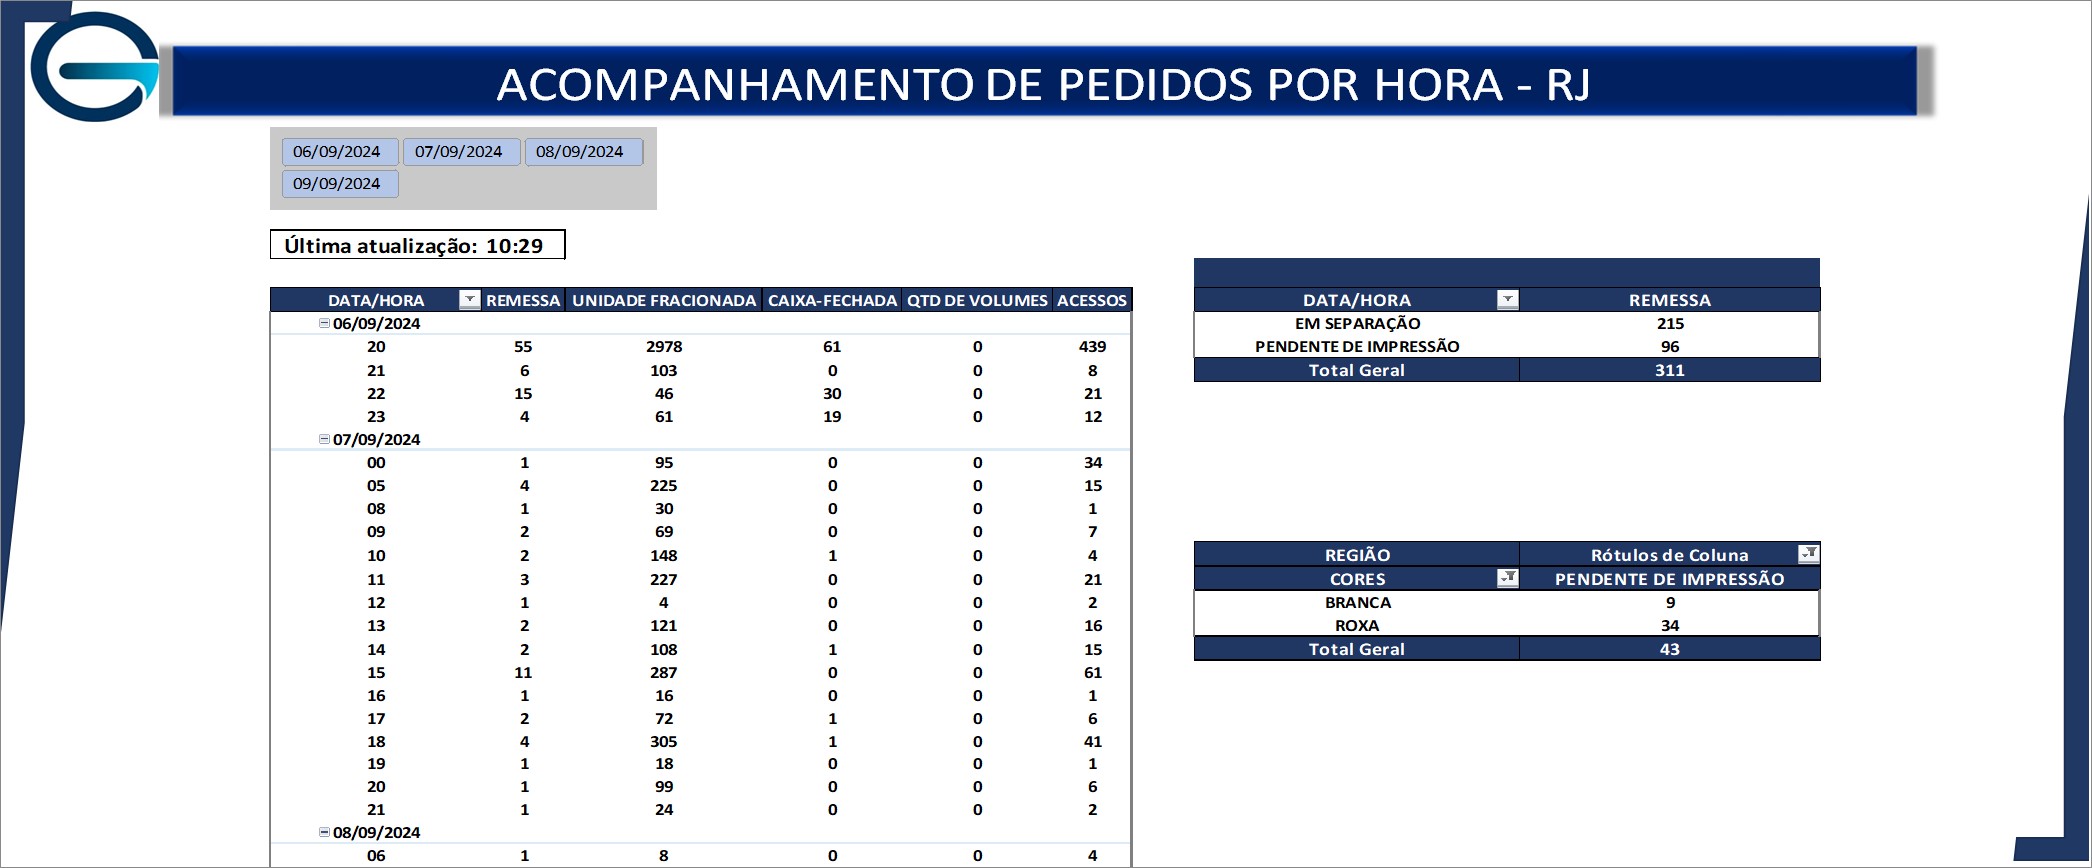 ACOMPANHAMENTO DE PEDIDOS POR HORA - RJ
06/09/2024 07/09/2024 08/09/2024
09/09/2024
Última atualização: 10:29
DATA/HORA REMESSA UNIDADE FRACIONADA CAIXA-FECHADA QTD DE VOLUMES ACESSOS
06/09/2024
20 55 2978 61 0 439
21 6 103 0 0 8
22 15 46 30 0 21
23 4 61 19 0 12
07/09/2024
00 1 95 0 0 34
05 4 225 0 0 15
08 1 30 0 0 1
09 2 69 0 0 7
10 2 148 1 0 4
11 3 227 0 0 21
12 1 4 0 0 2
13 2 121 0 0 16
14 2 108 1 0 15
15 11 287 0 0 61
16 1 16 0 0 1
17 2 72 1 0 6
18 4 305 1 0 41
19 1 18 0 0 1
20 1 99 0 0 6
21 1 24 0 0 2
08/09/2024
06 1 8 0 0 4
DATA/HORA REMESSA
EM SEPARAÇÃO 215
PENDENTE DE IMPRESSÃO 96
Total Geral 311
REGIÃO Rótulos de Coluna
CORES PENDENTE DE IMPRESSÃO
BRANCA 9
ROXA 34
Total Geral 43